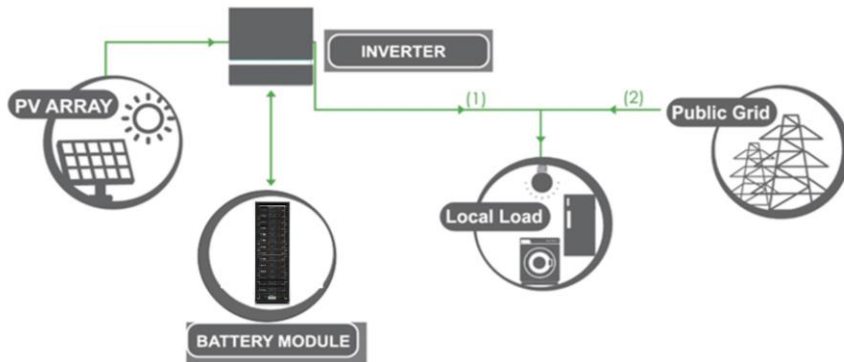 INVERTER
PV ARRAY
(1)
(2)
Public Grid
Local Load
BATTERY MODULE